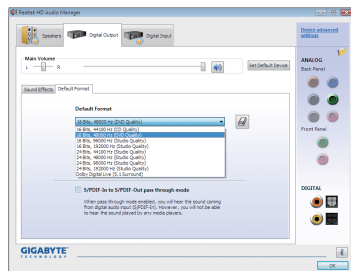 Realtek HD Audio Manager
Speakers
Digital Output
Digital Input
Device advanced settings
Main Volume
L
R
Set Default Device
ANALOG
Back Panel
Sound Effects
Default Format
Default Format
16 Bits, 48000 Hz (DVD Quality)
16 Bits, 44100 Hz (CD Quality)
16 Bits, 48000 Hz (DVD Quality)
16 Bits, 96000 Hz (Studio Quality)
16 Bits, 192000 Hz (Studio Quality)
24 Bits, 44100 Hz (Studio Quality)
24 Bits, 48000 Hz (Studio Quality)
24 Bits, 96000 Hz (Studio Quality)
24 Bits, 192000 Hz (Studio Quality)
Dolby Digital Live (5.1 Surround)
Front Panel
S/PDIF-In to S/PDIF-Out pass through mode
When pass through mode enabled, you will hear the sound coming
from digital audio input (S/PDIF-In). However, you will not be able
to hear the sound played by any media players.
DIGITAL
GIGABYTE
OK